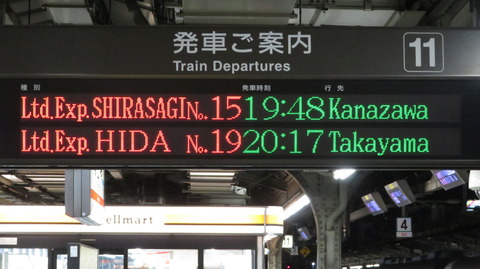 発車ご案内
Train Departures
11
種別 発車時刻 行先
Ltd.Exp.SHIRASAGI No.15 19:48 Kanazawa
Ltd.Exp.HIDA No.19 20:17 Takayama
ellmart
11
4